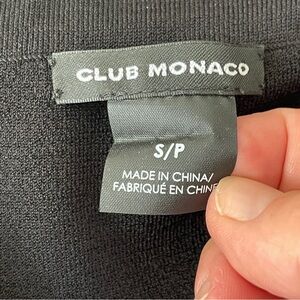 CLUB MONACO
S/P
MADE IN CHINA/
FABRIQUÉ EN CHINE